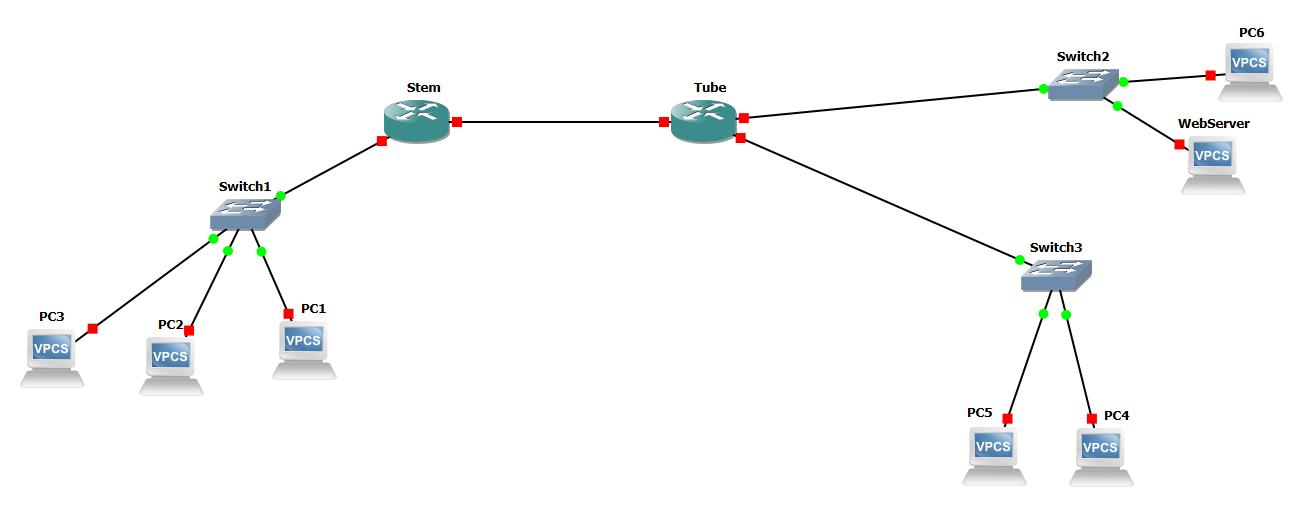 PC6
Switch2
VPCS
Stem
Tube
WebServer
VPCS
Switch1
Switch3
PC3
PC2
PC1
VPCS
VPCS
VPCS
PC5
PC4
VPCS
VPCS